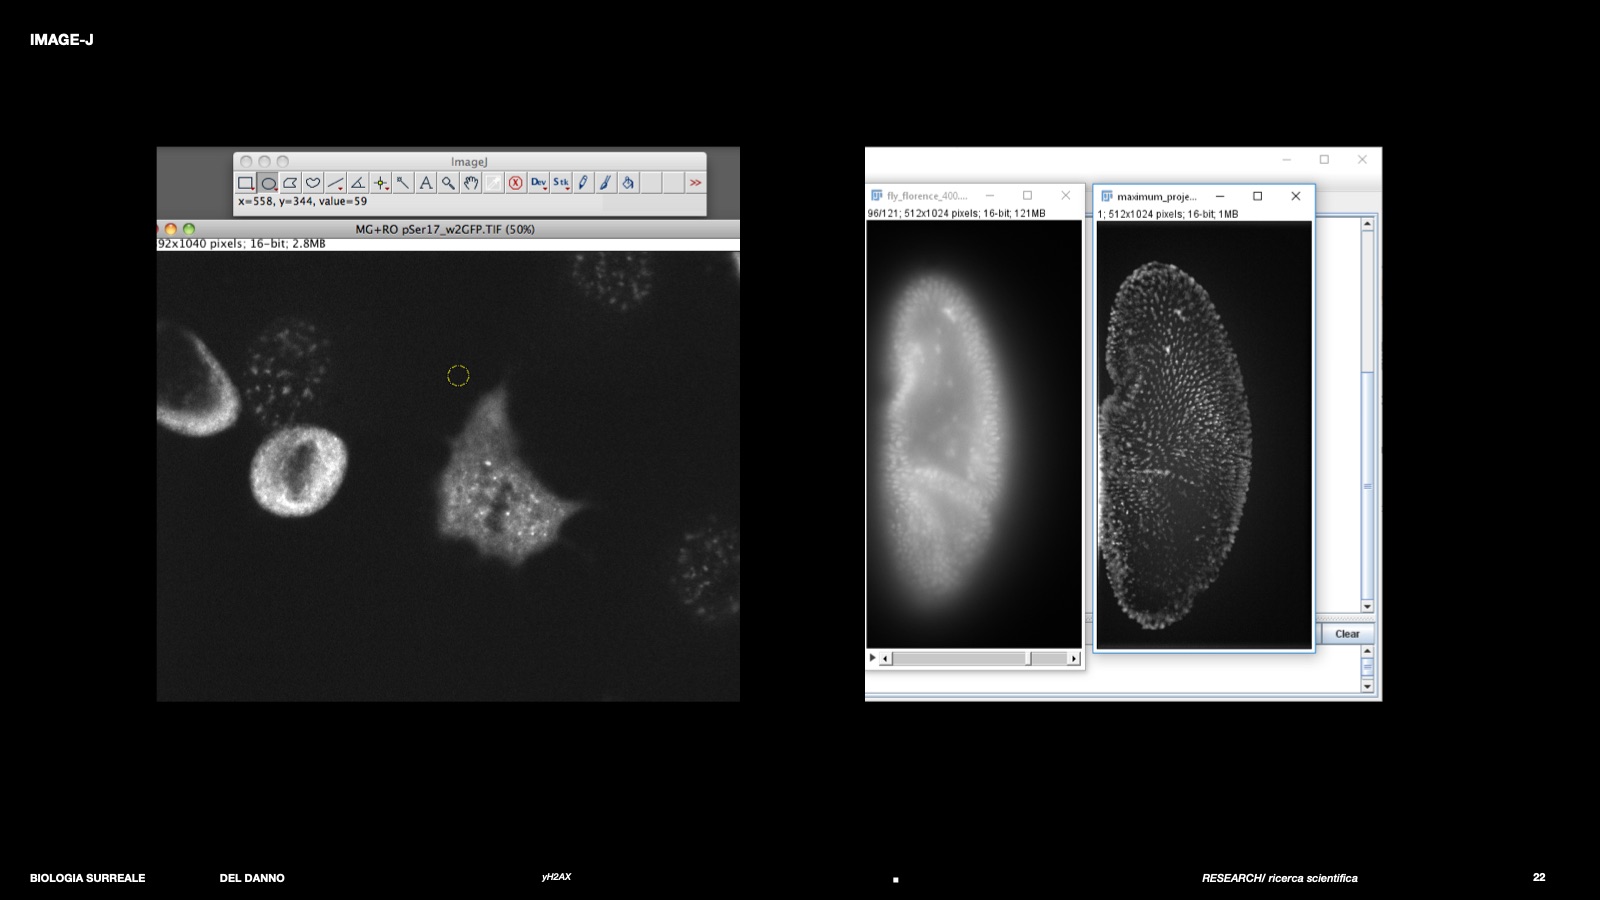 IMAGE-J
ImageJ
A
Dev
Stk
>>
x=558, y=344, value=59
MG+RO pSer17_w2GFP.TIF (50%)
92x1040 pixels; 16-bit; 2.8MB
fly_florence_400....
96/121; 512x1024 pixels; 16-bit; 121MB
maximum_proje...
1; 512x1024 pixels; 16-bit; 1MB
Clear
BIOLOGIA SURREALE
DEL DANNO
yH2AX
RESEARCH/ ricerca scientifica
22